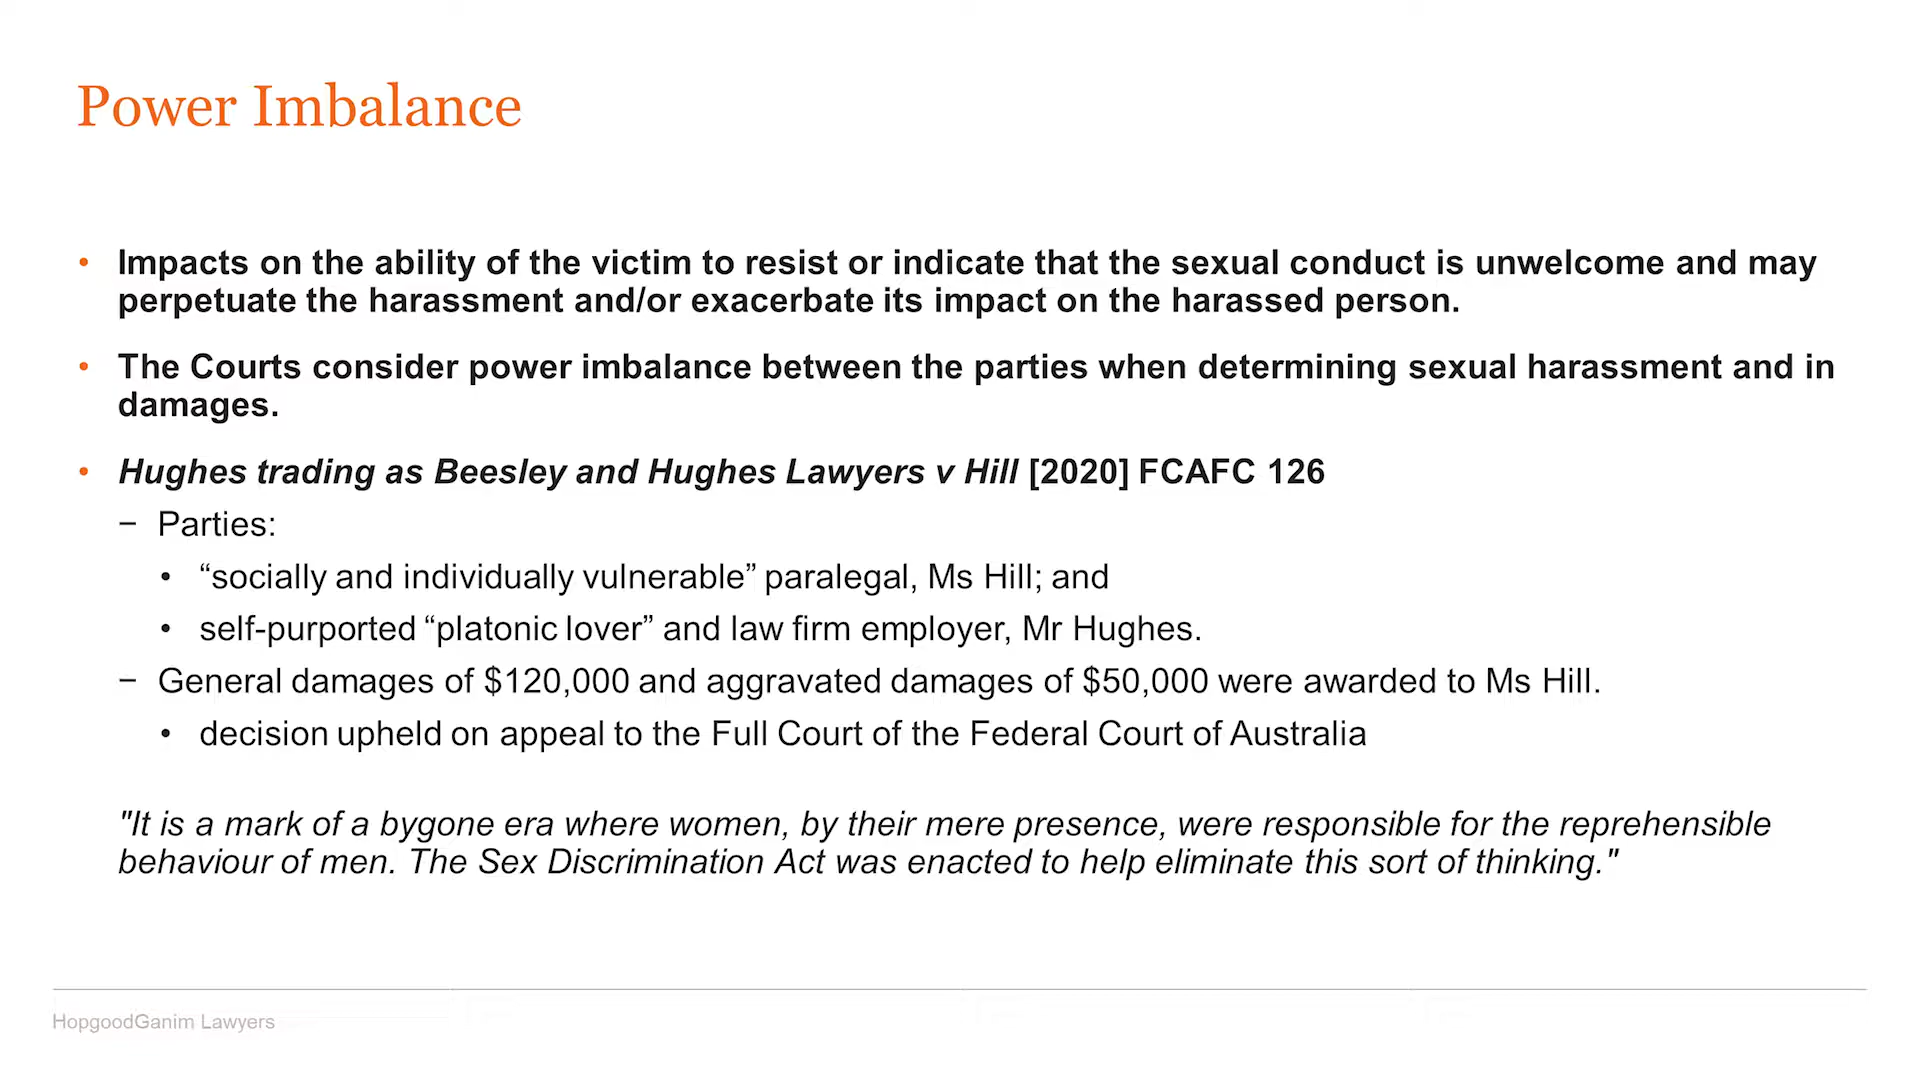 Power Imbalance
• Impacts on the ability of the victim to resist or indicate that the sexual conduct is unwelcome and may
perpetuate the harassment and/or exacerbate its impact on the harassed person.
• The Courts consider power imbalance between the parties when determining sexual harassment and in
damages.
• Hughes trading as Beesley and Hughes Lawyers v Hill [2020] FCAFC 126
− Parties:
• “socially and individually vulnerable” paralegal, Ms Hill; and
• self-purported “platonic lover” and law firm employer, Mr Hughes.
− General damages of $120,000 and aggravated damages of $50,000 were awarded to Ms Hill.
• decision upheld on appeal to the Full Court of the Federal Court of Australia
"It is a mark of a bygone era where women, by their mere presence, were responsible for the reprehensible
behaviour of men. The Sex Discrimination Act was enacted to help eliminate this sort of thinking."
HopgoodGanim Lawyers